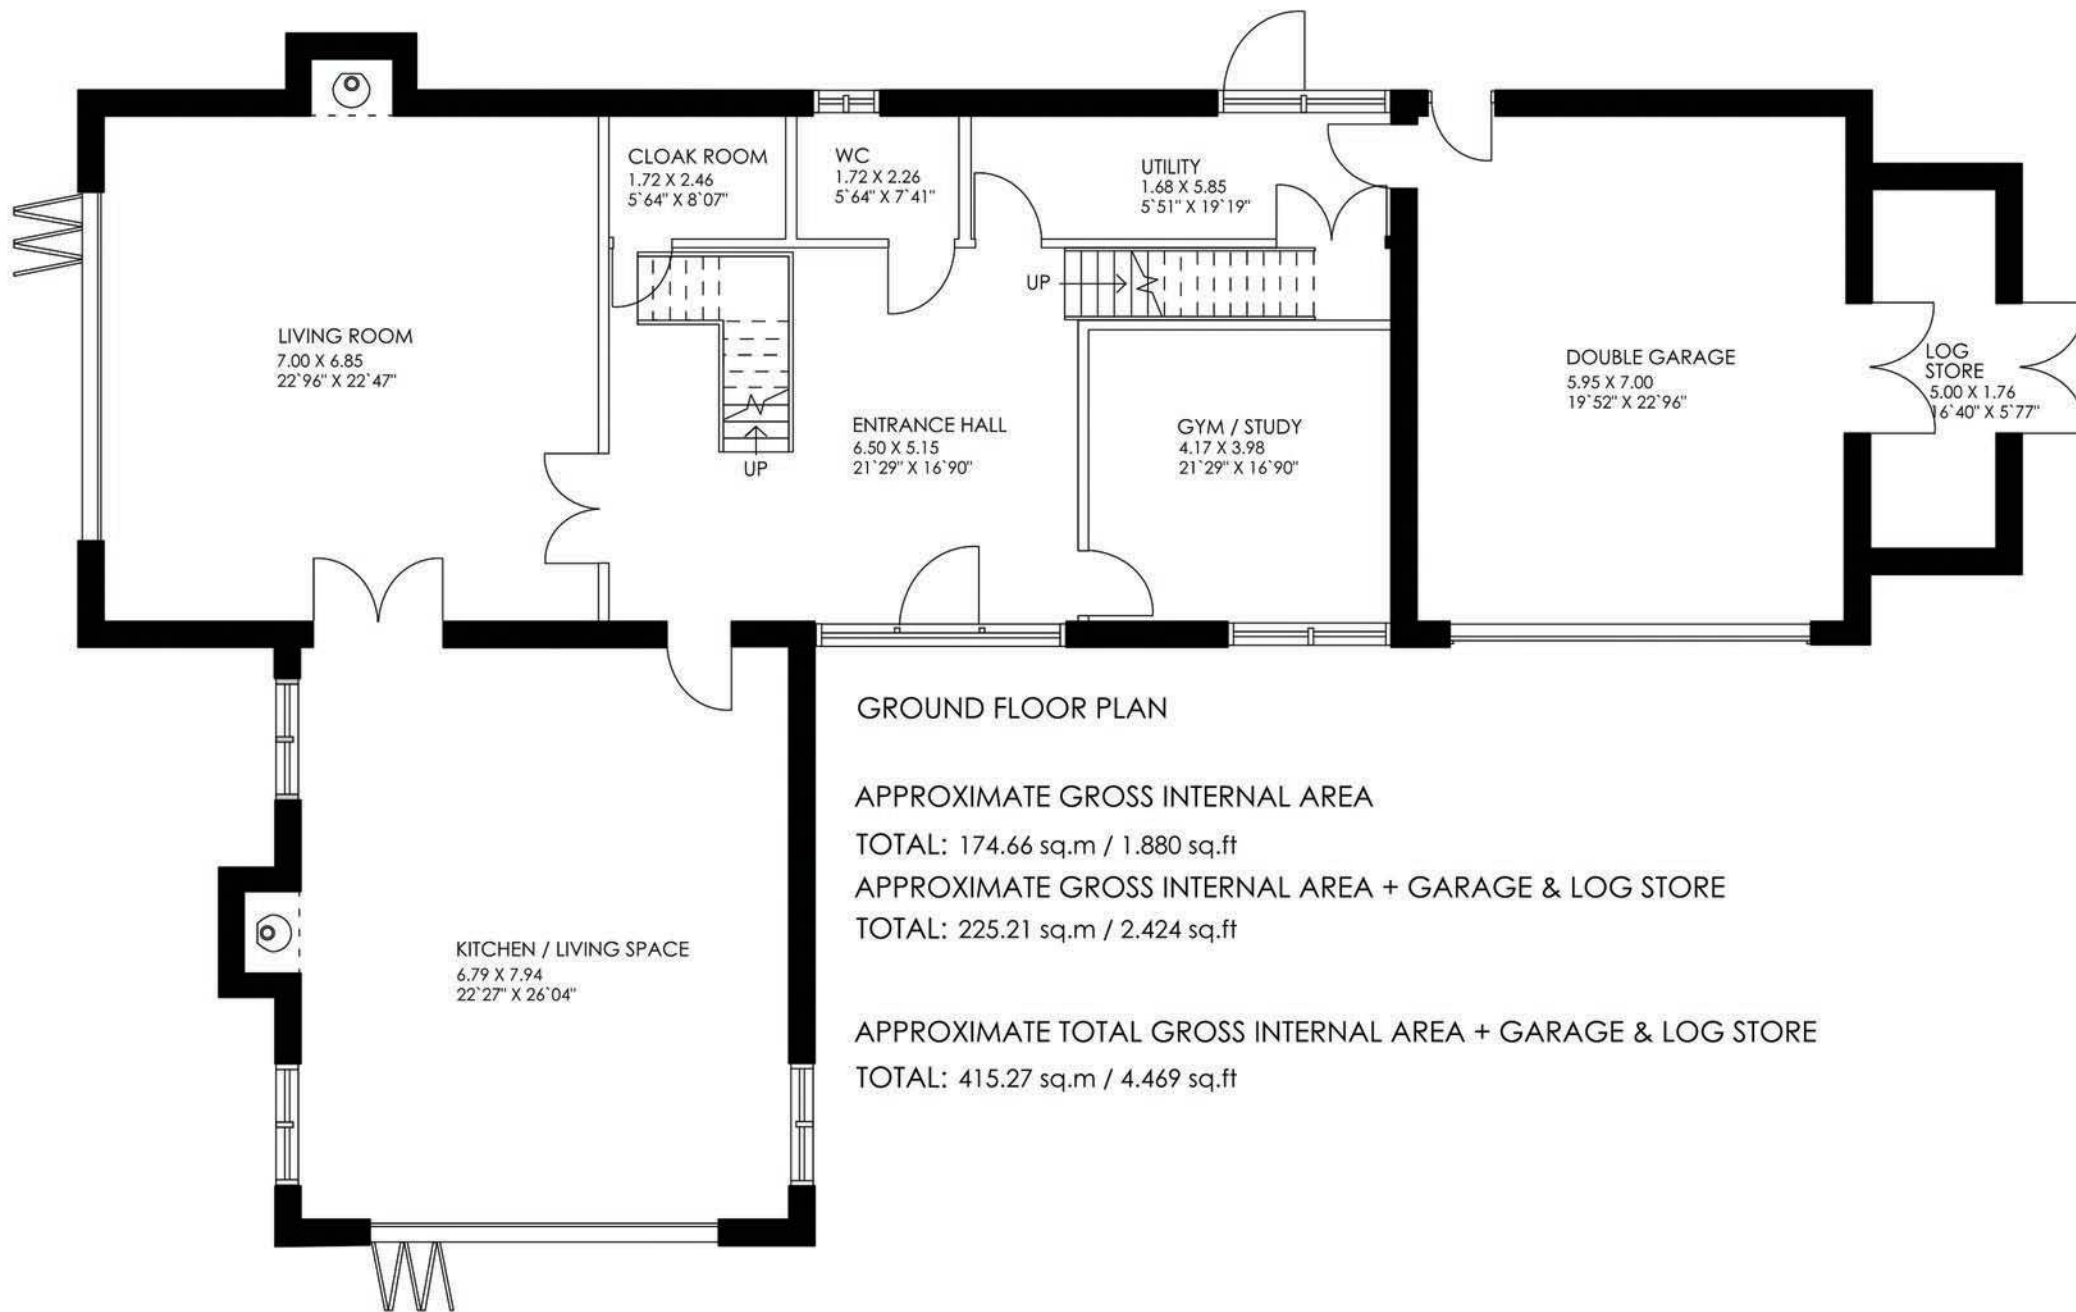 CLOAK ROOM
1.72 X 2.46
5`64" X 8`07"
WC
1.72 X 2.26
5`64" X 7`41"
UTILITY
1.68 X 5.85
5`51" X 19`19"
UP
LIVING ROOM
7.00 X 6.85
22`96" X 22`47"
DOUBLE GARAGE
5.95 X 7.00
19`52" X 22`96"
LOG
STORE
5.00 X 1.76
16`40" X 5`77"
ENTRANCE HALL
6.50 X 5.15
21`29" X 16`90"
GYM / STUDY
4.17 X 3.98
21`29" X 16`90"
UP
GROUND FLOOR PLAN
APPROXIMATE GROSS INTERNAL AREA
TOTAL: 174.66 sq.m / 1.880 sq.ft
APPROXIMATE GROSS INTERNAL AREA + GARAGE & LOG STORE
TOTAL: 225.21 sq.m / 2.424 sq.ft
KITCHEN / LIVING SPACE
6.79 X 7.94
22`27" X 26`04"
APPROXIMATE TOTAL GROSS INTERNAL AREA + GARAGE & LOG STORE
TOTAL: 415.27 sq.m / 4.469 sq.ft